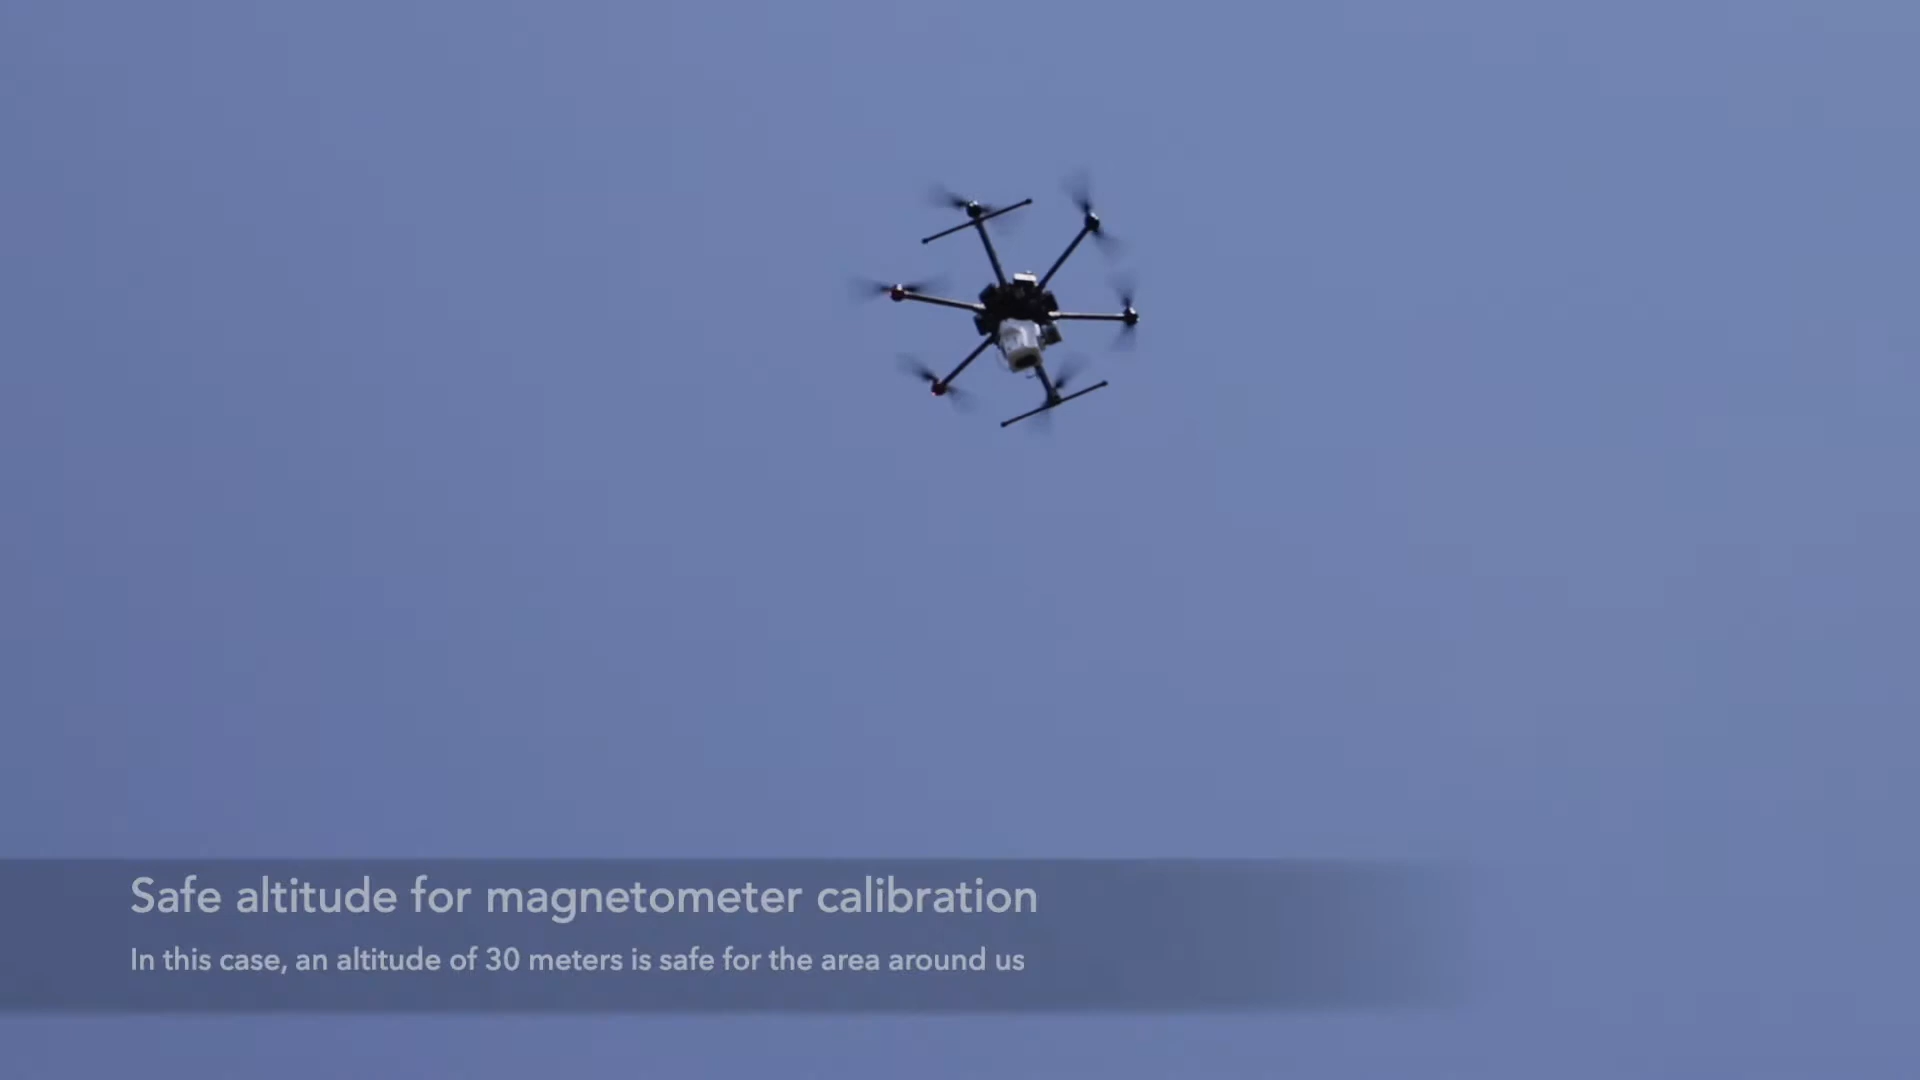 Safe altitude for magnetometer calibration
In this case, an altitude of 30 meters is safe for the area around us